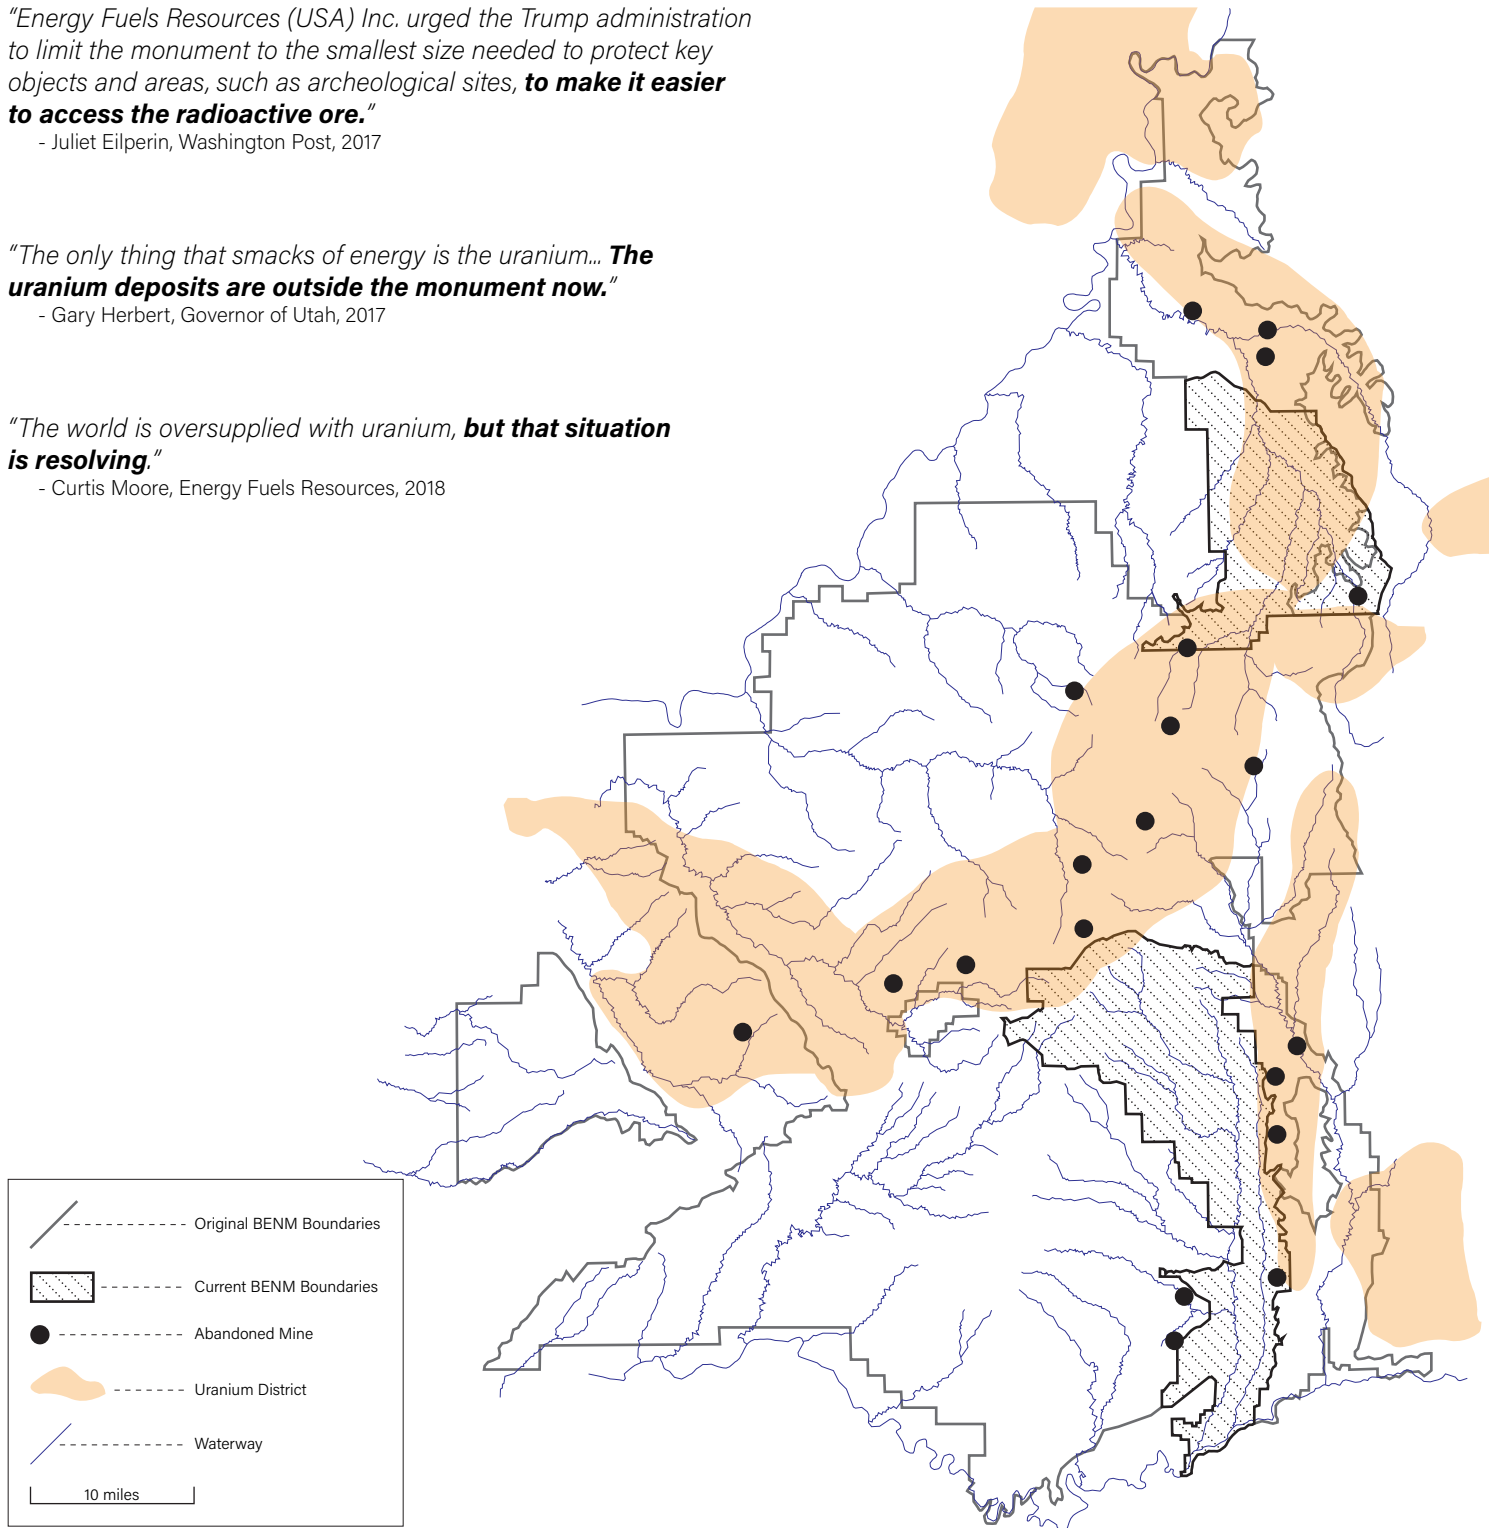 “Energy Fuels Resources (USA) Inc. urged the Trump administration
to limit the monument to the smallest size needed to protect key
objects and areas, such as archeological sites, to make it easier
to access the radioactive ore.”
- Juliet Eilperin, Washington Post, 2017
“The only thing that smacks of energy is the uranium... The
uranium deposits are outside the monument now.”
- Gary Herbert, Governor of Utah, 2017
“The world is oversupplied with uranium, but that situation
is resolving.”
- Curtis Moore, Energy Fuels Resources, 2018
Original BENM Boundaries
Current BENM Boundaries
Abandoned Mine
Uranium District
Waterway
10 miles